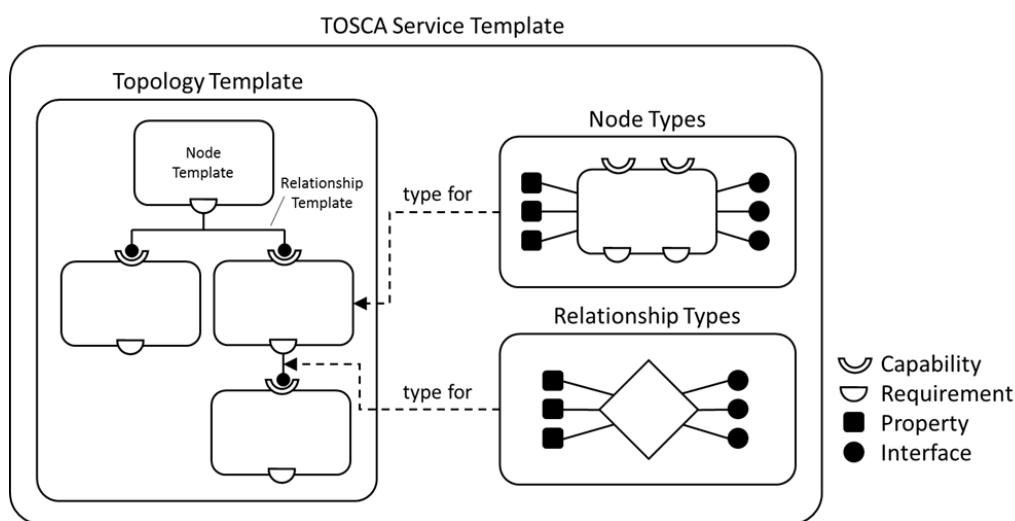 TOSCA Service Template
Topology Template
Node
Template
Relationship
Template
type for
Node Types
Relationship Types
type for
Capability
Requirement
Property
Interface